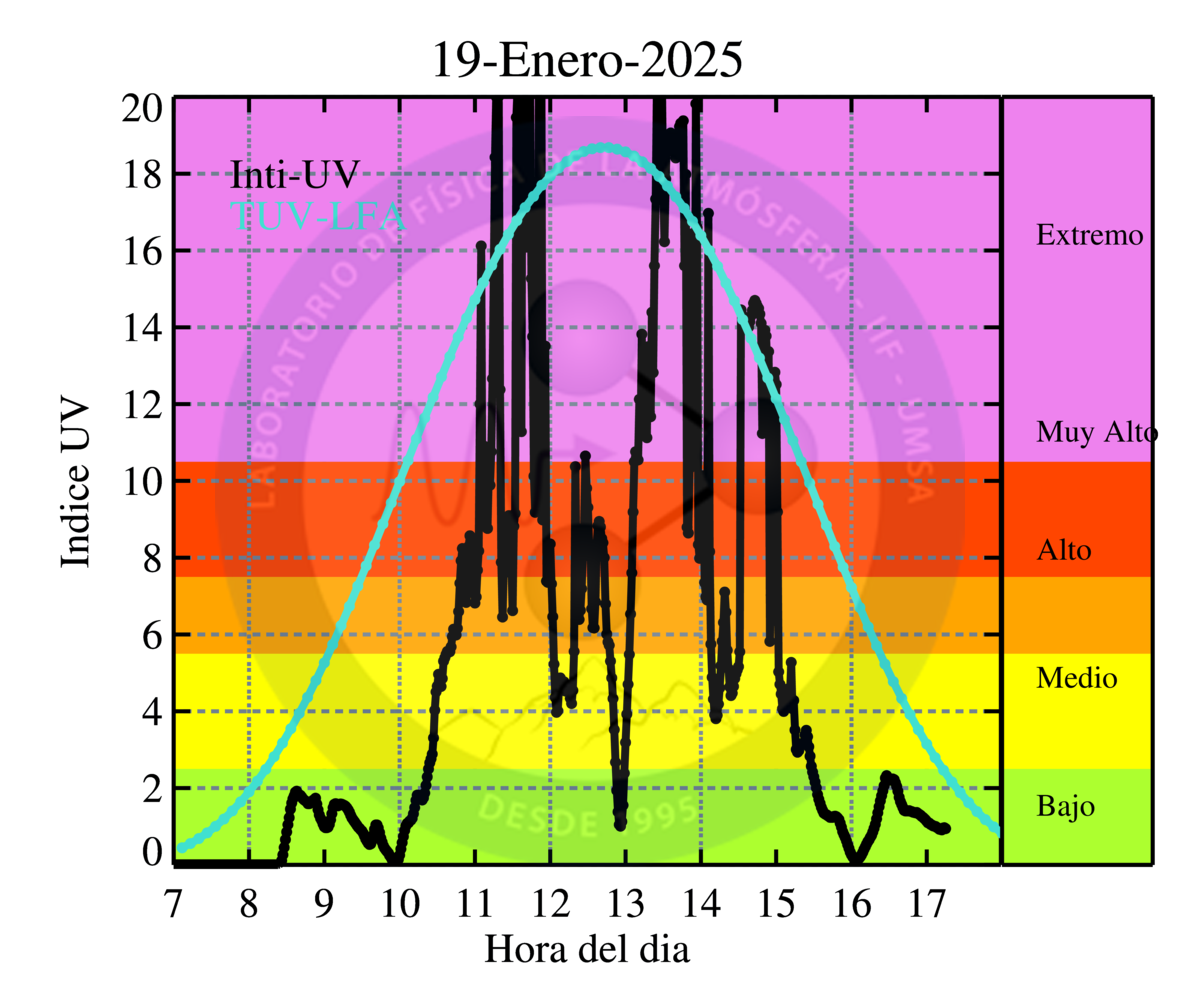 19-Enero-2025
Inti-UV
TUV-LFA
Indice UV
20
18
16
14
12
10
8
6
4
2
0
7 8 9 10 11 12 13 14 15 16 17
Hora del dia
Extremo
Muy Alto
Alto
Medio
Bajo
LABORATORIO DE FÍSICA DE LA ATMÓSFERA - IIF - UMSA
DESDE 1995